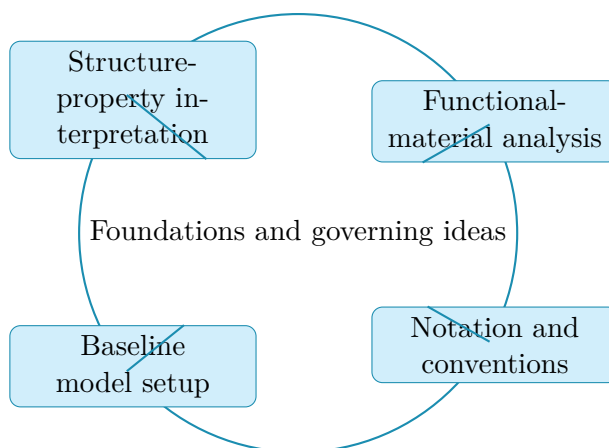 Structure-
property in-
terpretation
Functional-
material analysis
Foundations and governing ideas
Baseline
model setup
Notation and
conventions